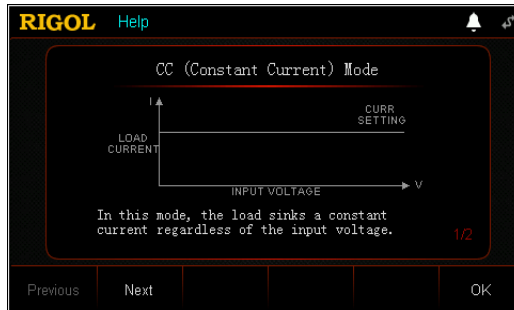 RIGOL Help
CC (Constant Current) Mode
I
CURR
SETTING
LOAD
CURRENT
V
INPUT VOLTAGE
In this mode, the load sinks a constant
current regardless of the input voltage.
1/2
Previous Next OK